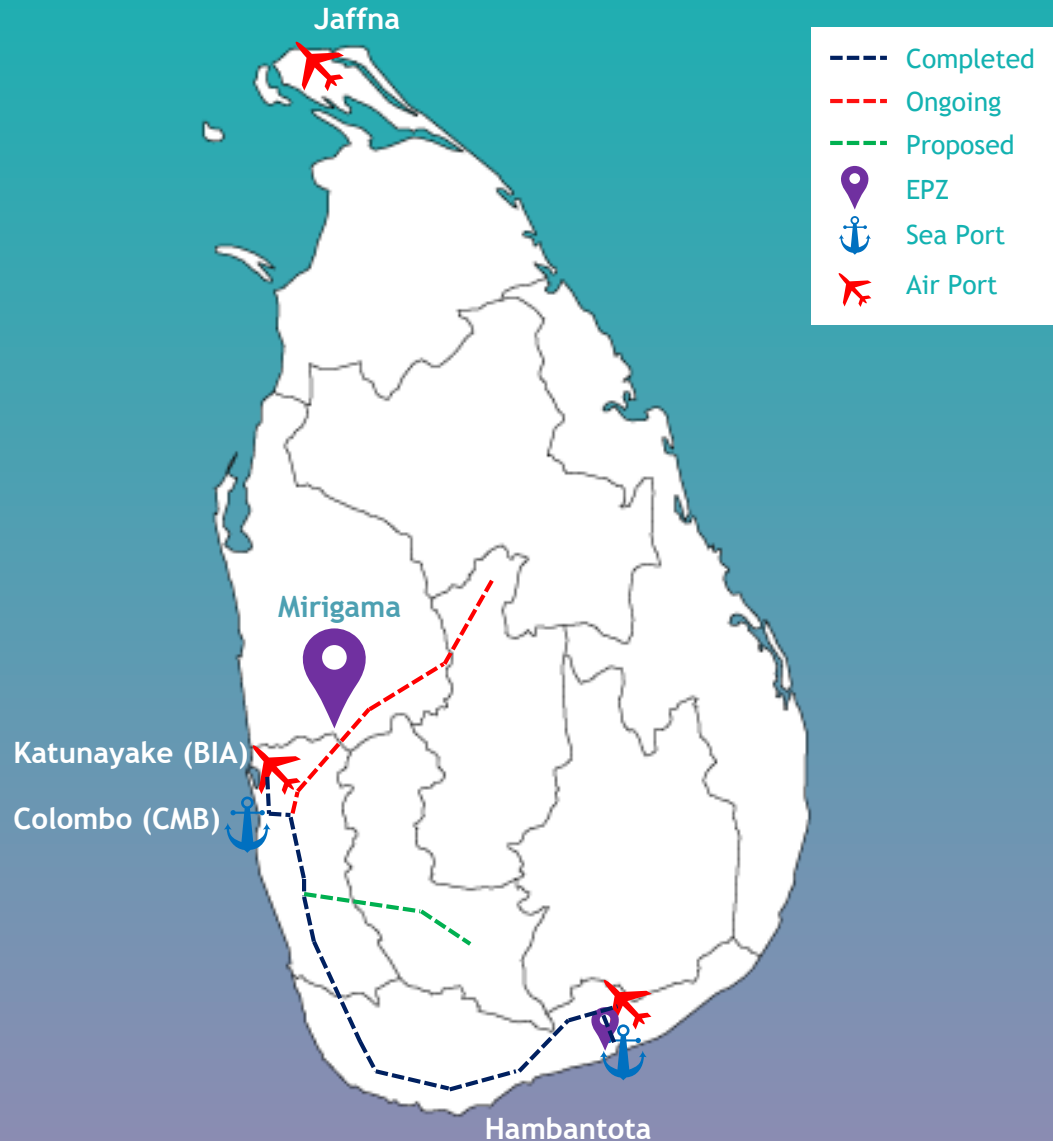 Jaffna
Completed
Ongoing
Proposed
EPZ
Sea Port
Air Port
Mirigama
Katunayake (BIA)
Colombo (CMB)
Hambantota